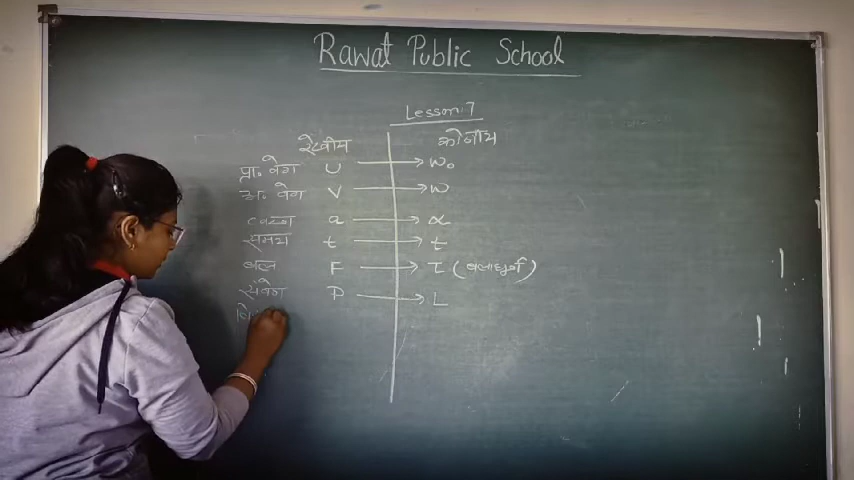 Rawat Public School
Lesson 7
रेखीय कोणीय
प्रा. वेग U → ω₀
अ. वेग V → ω
त्वरण a → α
समय t → t
बल F → τ (बलाघूर्ण)
संवेग P → L
वि